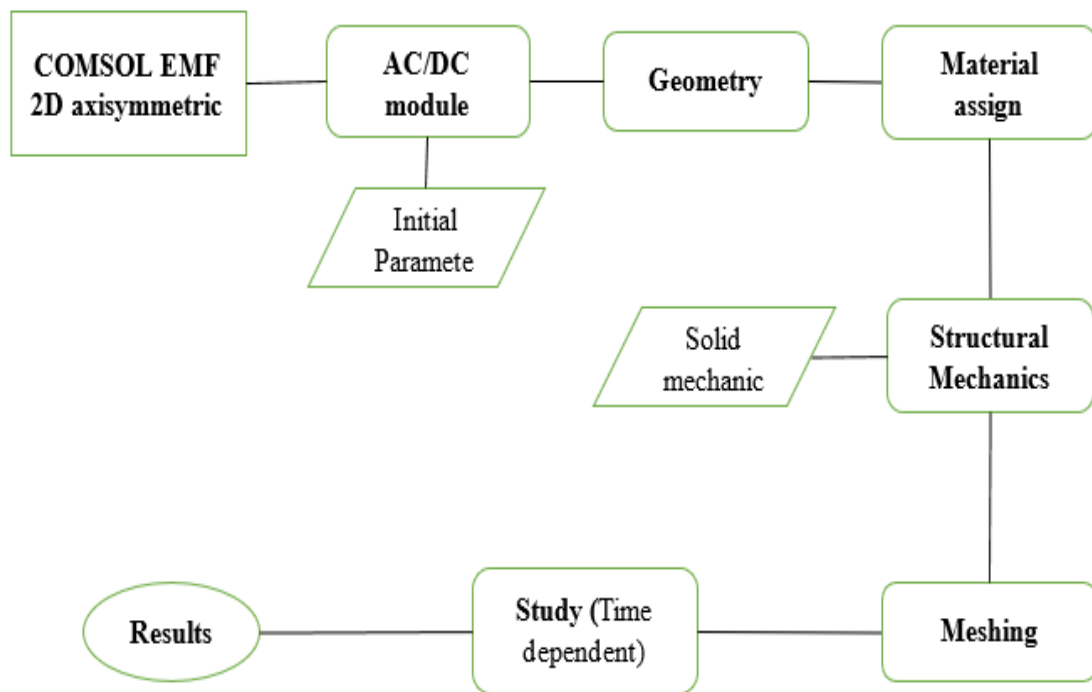 COMSOL EMF
2D axisymmetric
AC/DC
module
Geometry
Material
assign
Initial
Paramete
Solid
mechanic
Structural
Mechanics
Results
Study (Time
dependent)
Meshing